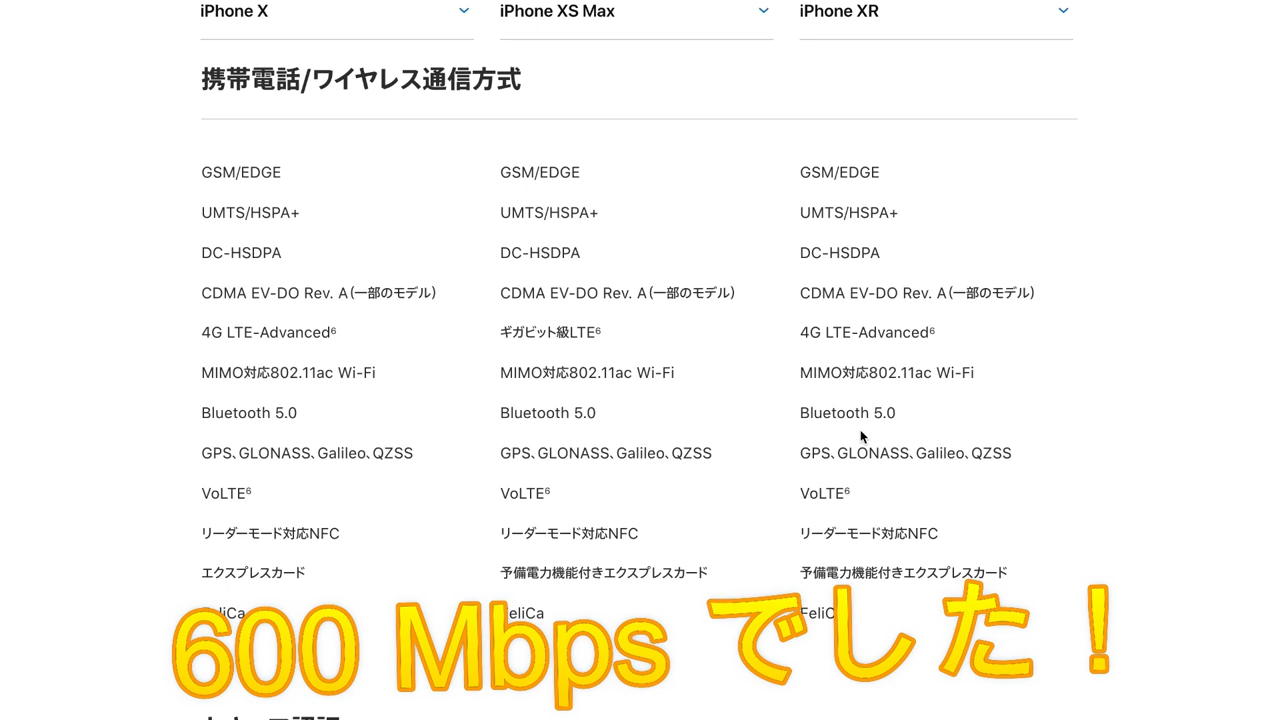 iPhone X
iPhone XS Max
iPhone XR
携帯電話/ワイヤレス通信方式
GSM/EDGE
GSM/EDGE
GSM/EDGE
UMTS/HSPA+
UMTS/HSPA+
UMTS/HSPA+
DC-HSDPA
DC-HSDPA
DC-HSDPA
CDMA EV-DO Rev. A(一部のモデル)
CDMA EV-DO Rev. A(一部のモデル)
CDMA EV-DO Rev. A(一部のモデル)
4G LTE-Advanced⁶
ギガビット級LTE⁶
4G LTE-Advanced⁶
MIMO対応802.11ac Wi-Fi
MIMO対応802.11ac Wi-Fi
MIMO対応802.11ac Wi-Fi
Bluetooth 5.0
Bluetooth 5.0
Bluetooth 5.0
GPS、GLONASS、Galileo、QZSS
GPS、GLONASS、Galileo、QZSS
GPS、GLONASS、Galileo、QZSS
VoLTE⁶
VoLTE⁶
VoLTE⁶
リーダーモード対応NFC
リーダーモード対応NFC
リーダーモード対応NFC
エクスプレスカード
予備電力機能付きエクスプレスカード
予備電力機能付きエクスプレスカード
FeliCa
FeliCa
FeliC
600 Mbps でした！